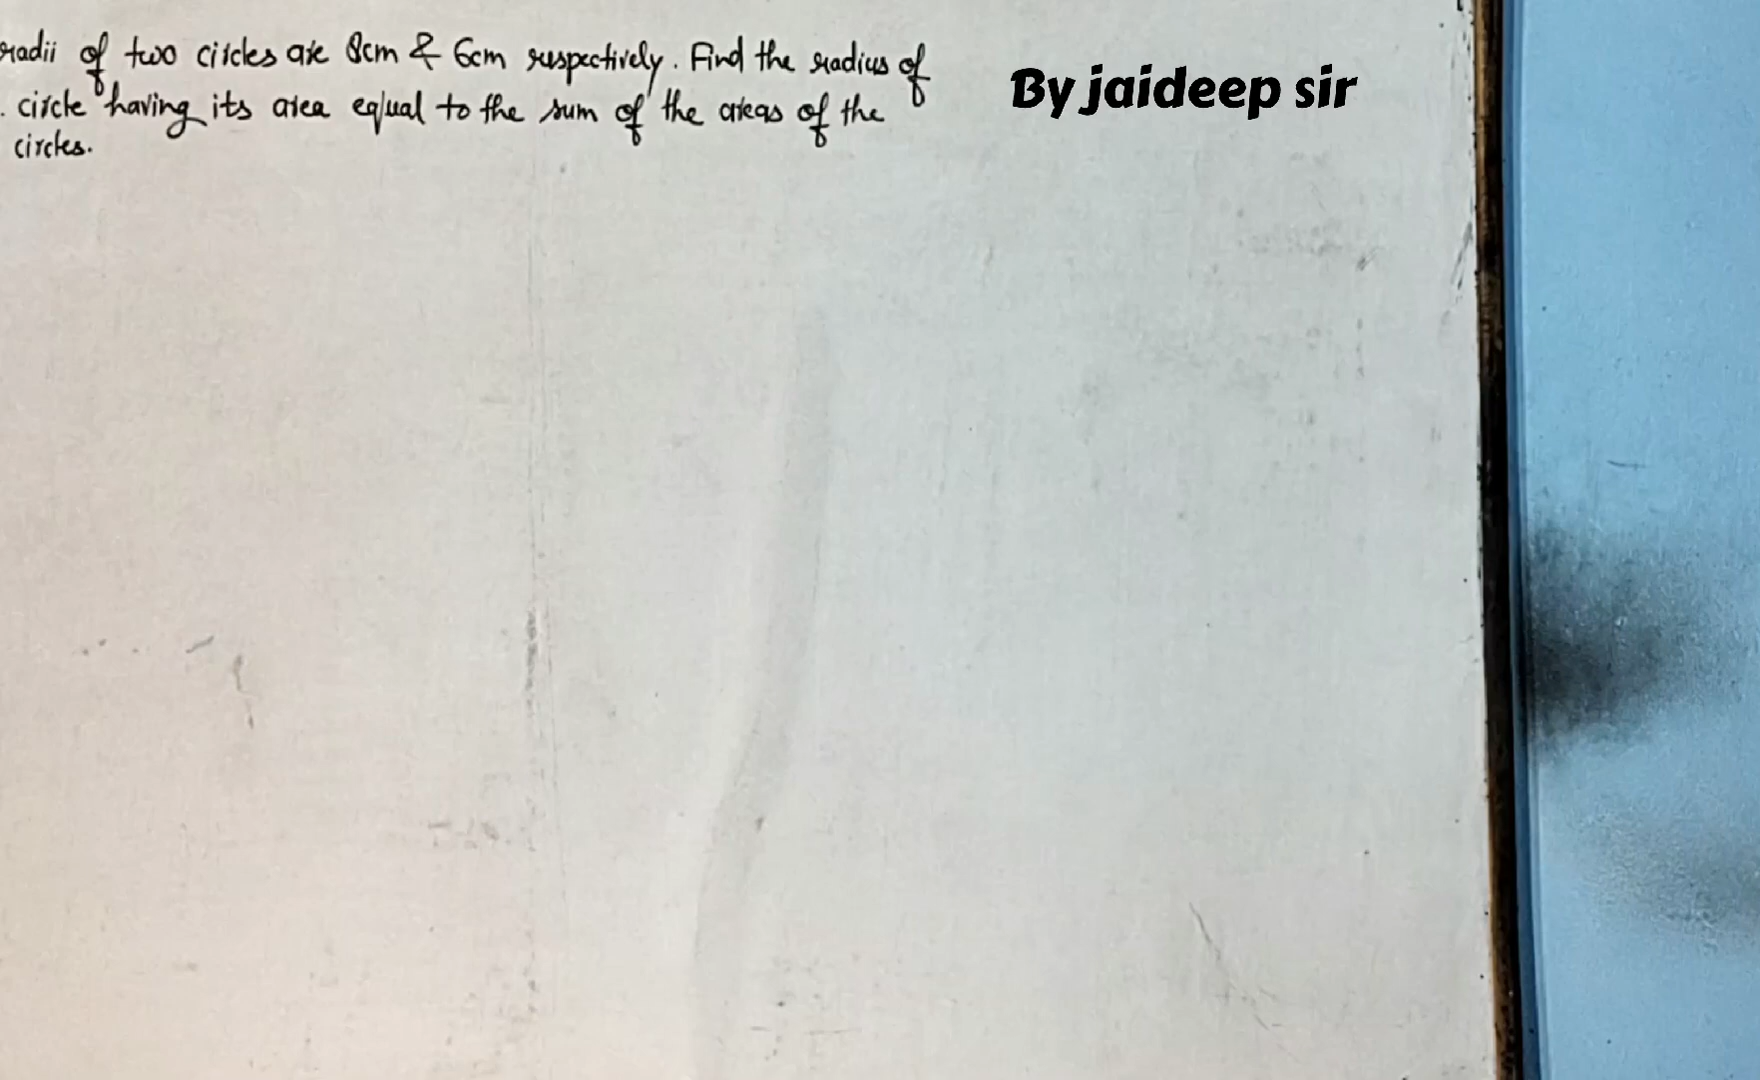 radii of two circles are 8cm & 6cm respectively. Find the radius of
circle having its area equal to the sum of the areas of the
circles.
By jaideep sir